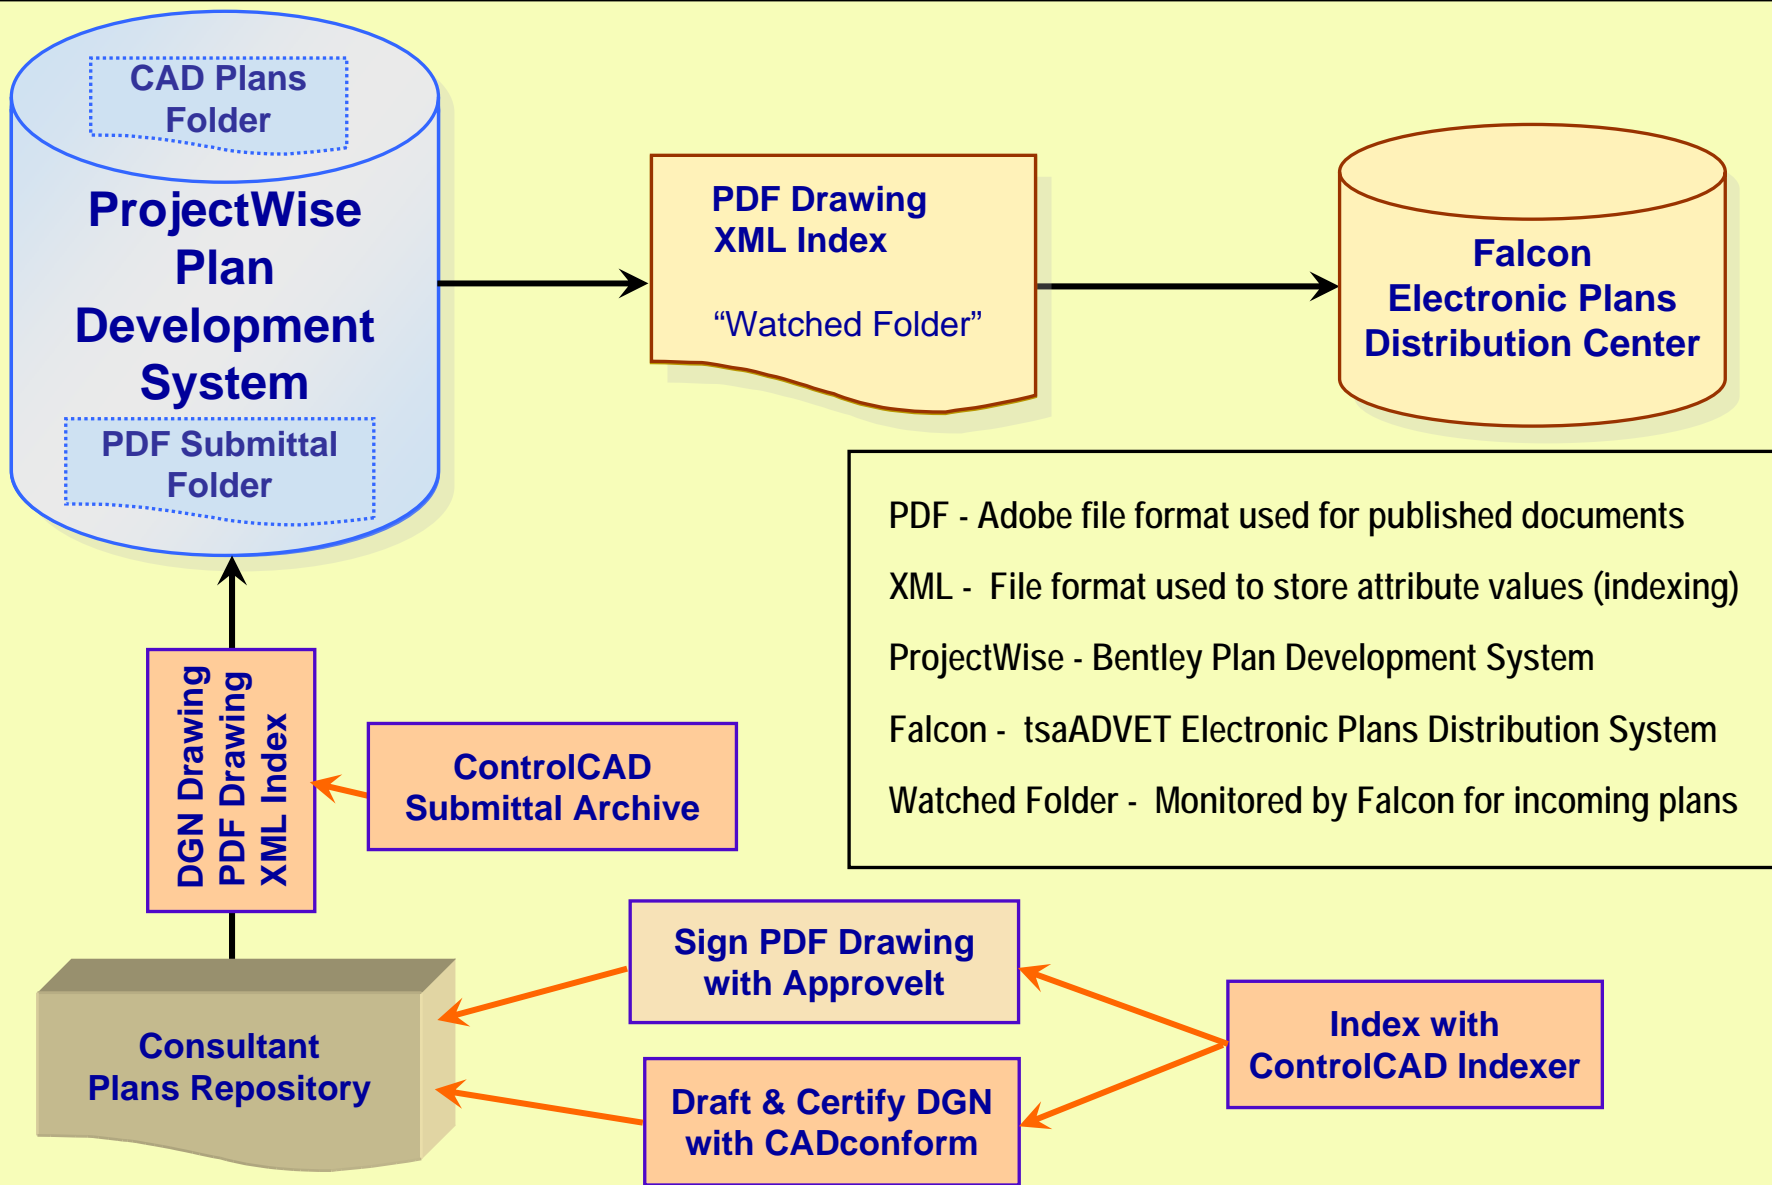 CAD Plans
Folder
ProjectWise
Plan
Development
System
PDF Submittal
Folder
PDF Drawing
XML Index
“Watched Folder”
Falcon
Electronic Plans
Distribution Center
PDF - Adobe file format used for published documents
XML - File format used to store attribute values (indexing)
ProjectWise - Bentley Plan Development System
Falcon - tsaADVET Electronic Plans Distribution System
Watched Folder - Monitored by Falcon for incoming plans
DGN Drawing
PDF Drawing
XML Index
ControlCAD
Submittal Archive
Sign PDF Drawing
with ApproveIt
Index with
ControlCAD Indexer
Consultant
Plans Repository
Draft & Certify DGN
with CADconform